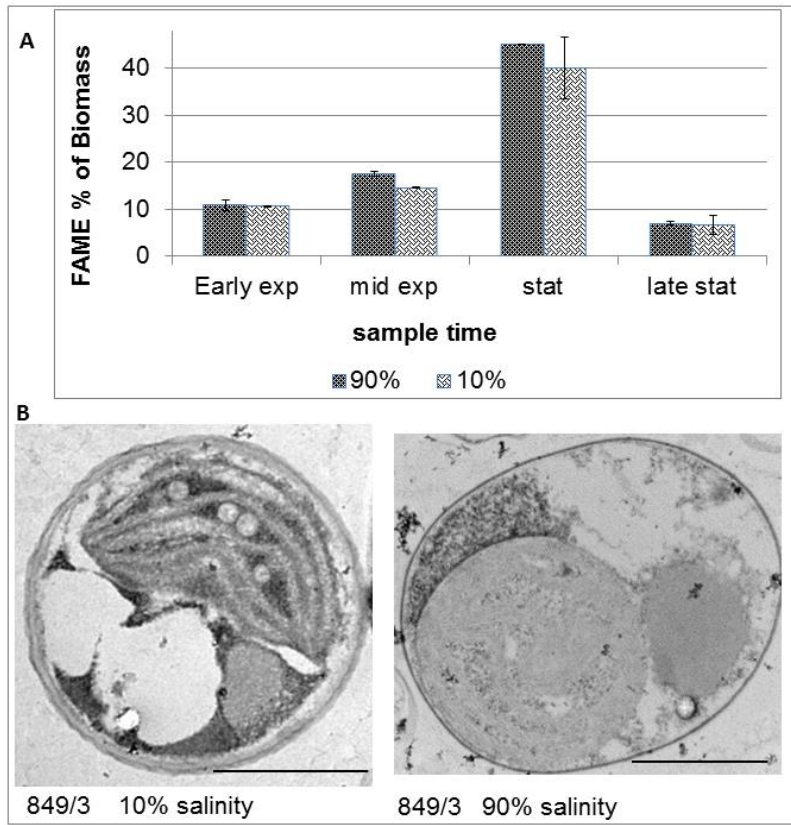 A
FAME % of Biomass
40
30
20
10
0
Early exp mid exp stat late stat
sample time
90% 10%
B
849/3 10% salinity 849/3 90% salinity